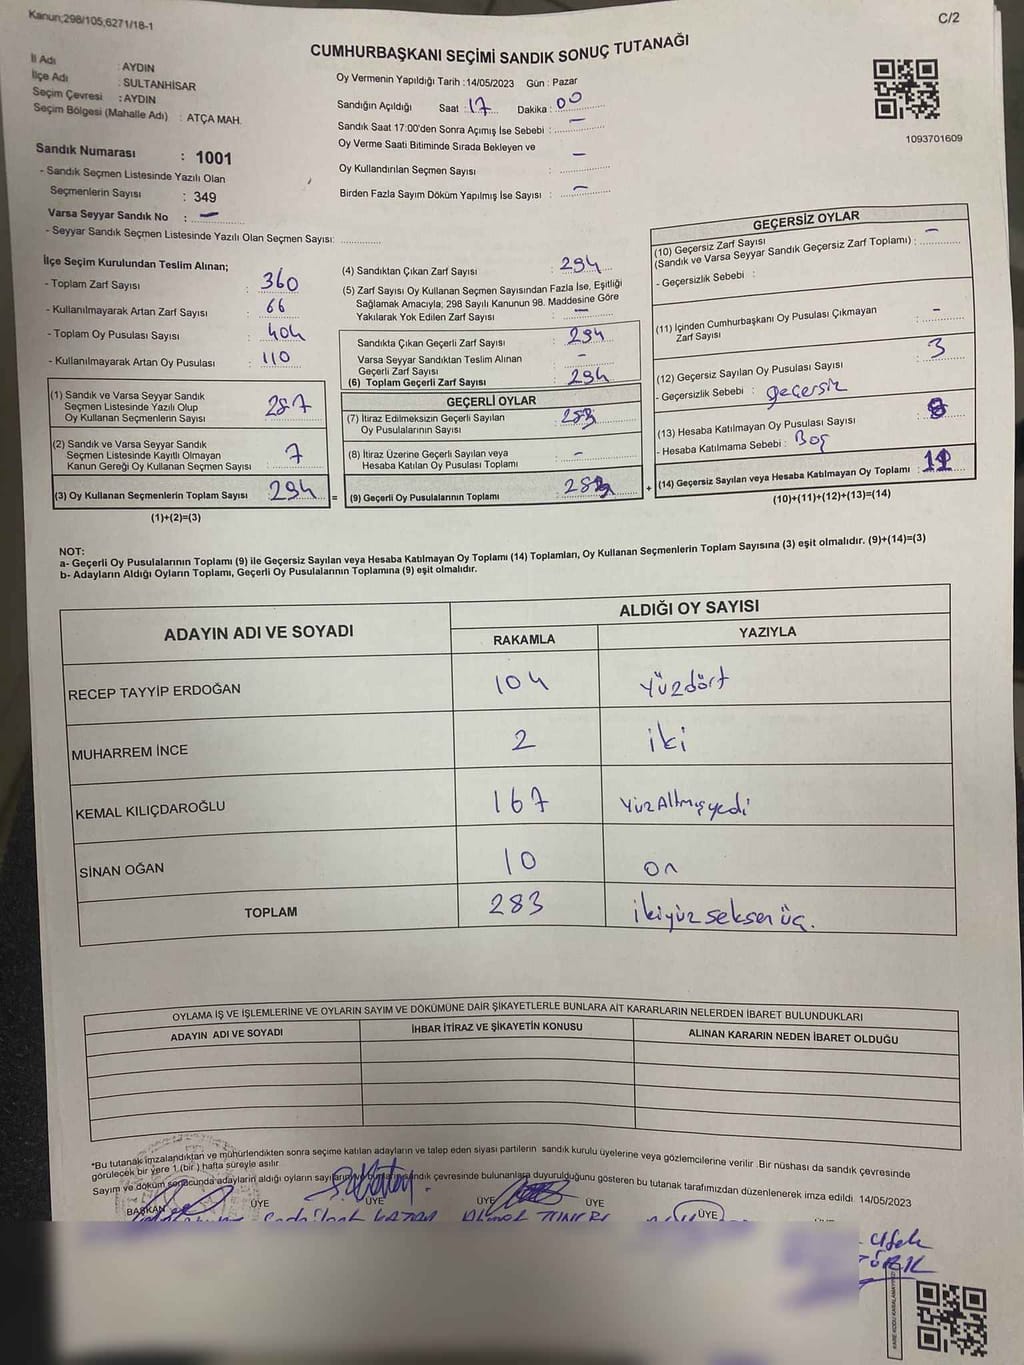 Kanun;298/105,6271/18-1
C/2
CUMHURBAŞKANI SEÇİMİ SANDIK SONUÇ TUTANAĞI
İl Adı : AYDIN
İlçe Adı : SULTANHİSAR
Seçim Çevresi : AYDIN
Seçim Bölgesi (Mahalle Adı) : ATÇA MAH.
Oy Vermenin Yapıldığı Tarih : 14/05/2023 Gün : Pazar
Sandığın Açıldığı Saat : 17 Dakika : 00
Sandık Saat 17:00'den Sonra Açımış İse Sebebi : –
Oy Verme Saati Bitiminde Sırada Bekleyen ve
Oy Kullandırılan Seçmen Sayısı : –
Birden Fazla Sayım Döküm Yapılmış İse Sayısı : –
1093701609
Sandık Numarası : 1001
- Sandık Seçmen Listesinde Yazılı Olan
Seçmenlerin Sayısı : 349
Varsa Seyyar Sandık No : –
- Seyyar Sandık Seçmen Listesinde Yazılı Olan Seçmen Sayısı:
İlçe Seçim Kurulundan Teslim Alınan;
- Toplam Zarf Sayısı : 360
- Kullanılmayarak Artan Zarf Sayısı : 66
- Toplam Oy Pusulası Sayısı : 404
- Kullanılmayarak Artan Oy Pusulası : 110
(1) Sandık ve Varsa Seyyar Sandık
Seçmen Listesinde Yazılı Olup
Oy Kullanan Seçmenlerin Sayısı : 287
(2) Sandık ve Varsa Seyyar Sandık
Seçmen Listesinde Kayıtlı Olmayan
Kanun Gereği Oy Kullanan Seçmen Sayısı : 7
(3) Oy Kullanan Seçmenlerin Toplam Sayısı : 294
(1)+(2)=(3)
(4) Sandıktan Çıkan Zarf Sayısı : 294
(5) Zarf Sayısı Oy Kullanan Seçmen Sayısından Fazla İse, Eşitliği
Sağlamak Amacıyla; 298 Sayılı Kanunun 98. Maddesine Göre
Yakılarak Yok Edilen Zarf Sayısı : –
Sandıkta Çıkan Geçerli Zarf Sayısı : 294
Varsa Seyyar Sandıktan Teslim Alınan
Geçerli Zarf Sayısı : –
(6) Toplam Geçerli Zarf Sayısı : 294
GEÇERLİ OYLAR
(7) İtiraz Edilmeksizin Geçerli Sayılan
Oy Pusulalarının Sayısı : 283
(8) İtiraz Üzerine Geçerli Sayılan veya
Hesaba Katılan Oy Pusulası Toplamı : –
= (9) Geçerli Oy Pusulalarının Toplamı : 283
GEÇERSİZ OYLAR
(10) Geçersiz Zarf Sayısı
(Sandık ve Varsa Seyyar Sandık Geçersiz Zarf Toplamı) : –
- Geçersizlik Sebebi :
(11) İçinden Cumhurbaşkanı Oy Pusulası Çıkmayan
Zarf Sayısı : –
(12) Geçersiz Sayılan Oy Pusulası Sayısı : 3
- Geçersizlik Sebebi : geçersiz
(13) Hesaba Katılmayan Oy Pusulası Sayısı : 8
- Hesaba Katılmama Sebebi : Boş
+ (14) Geçersiz Sayılan veya Hesaba Katılmayan Oy Toplamı : 11
(10)+(11)+(12)+(13)=(14)
NOT:
a- Geçerli Oy Pusulalarının Toplamı (9) ile Geçersiz Sayılan veya Hesaba Katılmayan Oy Toplamı (14) Toplamları, Oy Kullanan Seçmenlerin Toplam Sayısına (3) eşit olmalıdır. (9)+(14)=(3)
b- Adayların Aldığı Oyların Toplamı, Geçerli Oy Pusulalarının Toplamına (9) eşit olmalıdır.
ADAYIN ADI VE SOYADI
ALDIĞI OY SAYISI
RAKAMLA YAZIYLA
RECEP TAYYİP ERDOĞAN 104 Yüzdört
MUHARREM İNCE 2 iki
KEMAL KILIÇDAROĞLU 167 YüzAltmışyedi
SİNAN OĞAN 10 on
TOPLAM 283 ikiyüzseksenüç.
OYLAMA İŞ VE İŞLEMLERİNE VE OYLARIN SAYIM VE DÖKÜMÜNE DAİR ŞİKAYETLERLE BUNLARA AİT KARARLARIN NELERDEN İBARET BULUNDUKLARI
ADAYIN ADI VE SOYADI İHBAR İTİRAZ VE ŞİKAYETİN KONUSU ALINAN KARARIN NEDEN İBARET OLDUĞU
*Bu tutanak imzalandıktan ve mühürlendikten sonra seçime katılan adayların ve talep eden siyasi partilerin sandık kurulu üyelerine veya gözlemcilerine verilir. Bir nüshası da sandık çevresinde
görülecek bir yere 1 (bir) hafta süreyle asılır.
Sayım ve döküm sonucunda adayların aldığı oyların sandık çevresinde bulunanlara duyurulduğunu gösteren bu tutanak tarafımızdan düzenlenerek imza edildi 14/05/2023
BAŞKAN ÜYE ÜYE ÜYE ÜYE ÜYE